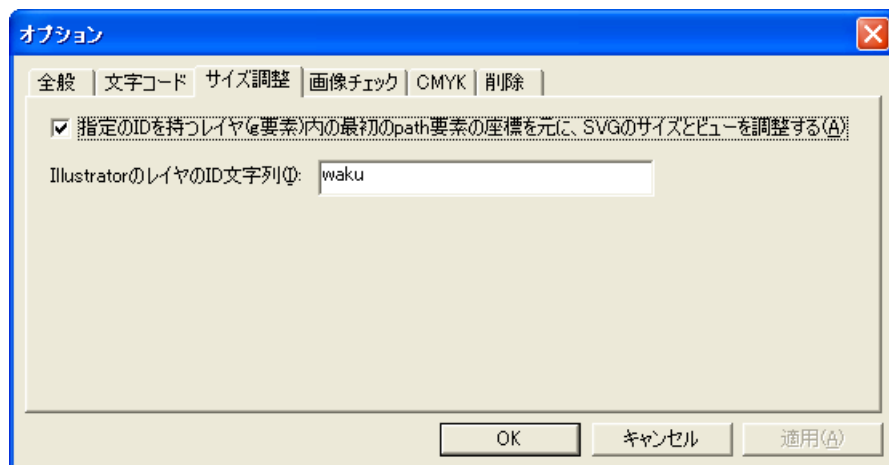 オプション
全般 文字コード サイズ調整 画像チェック CMYK 削除
指定のIDを持つレイヤ(g要素)内の最初のpath要素の座標を元に、SVGのサイズとビューを調整する(A)
IllustratorのレイヤのID文字列(I): waku
OK キャンセル 適用(A)